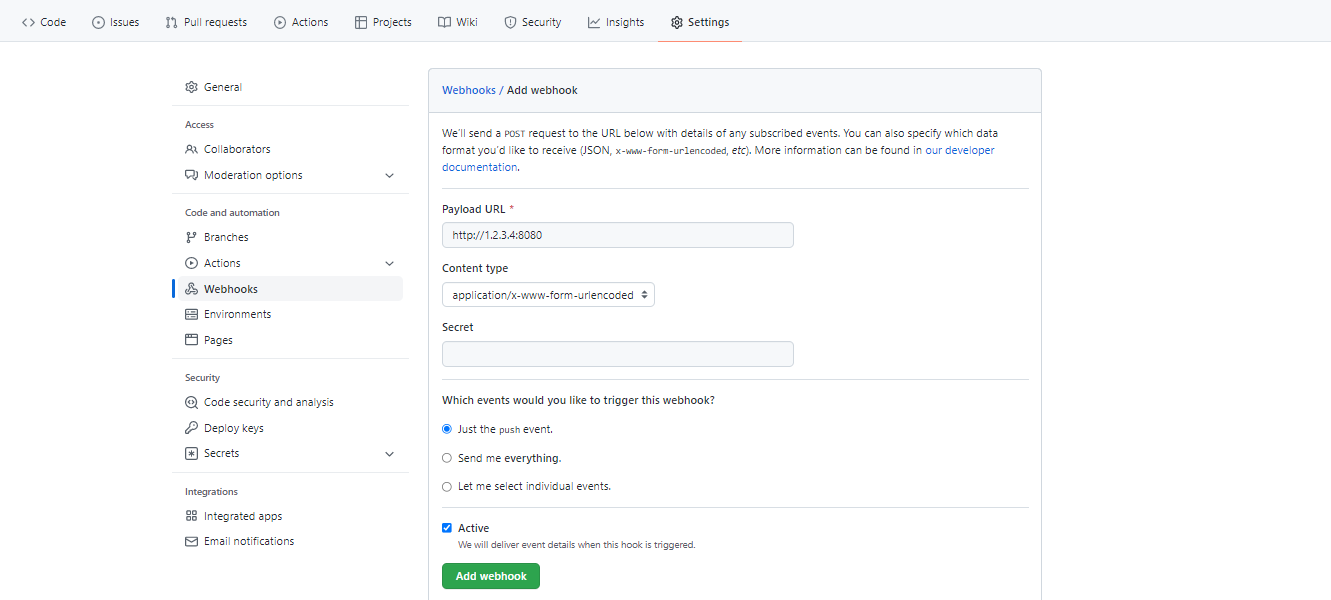 Code Issues Pull requests Actions Projects Wiki Security Insights Settings
General
Access
Collaborators
Moderation options
Code and automation
Branches
Actions
Webhooks
Environments
Pages
Security
Code security and analysis
Deploy keys
Secrets
Integrations
Integrated apps
Email notifications
Webhooks / Add webhook
We'll send a POST request to the URL below with details of any subscribed events. You can also specify which data
format you'd like to receive (JSON, x-www-form-urlencoded, etc). More information can be found in our developer
documentation.
Payload URL *
http://1.2.3.4:8080
Content type
application/x-www-form-urlencoded
Secret
Which events would you like to trigger this webhook?
Just the push event.
Send me everything.
Let me select individual events.
Active
We will deliver event details when this hook is triggered.
Add webhook